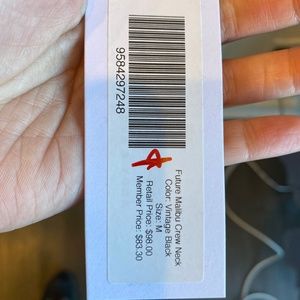 9584297248
Future Malibu Crew Neck
Color: Vintage Black
Size: M
Retail Price: $98.00
Member Price: $83.30